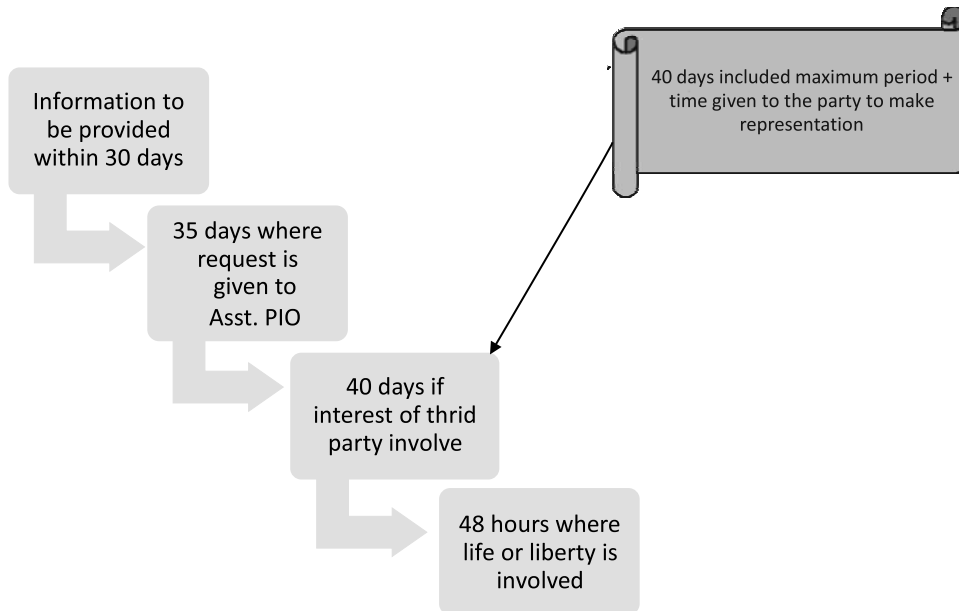 40 days included maximum period +
time given to the party to make
representation
Information to
be provided
within 30 days
35 days where
request is
given to
Asst. PIO
40 days if
interest of thrid
party involve
48 hours where
life or liberty is
involved